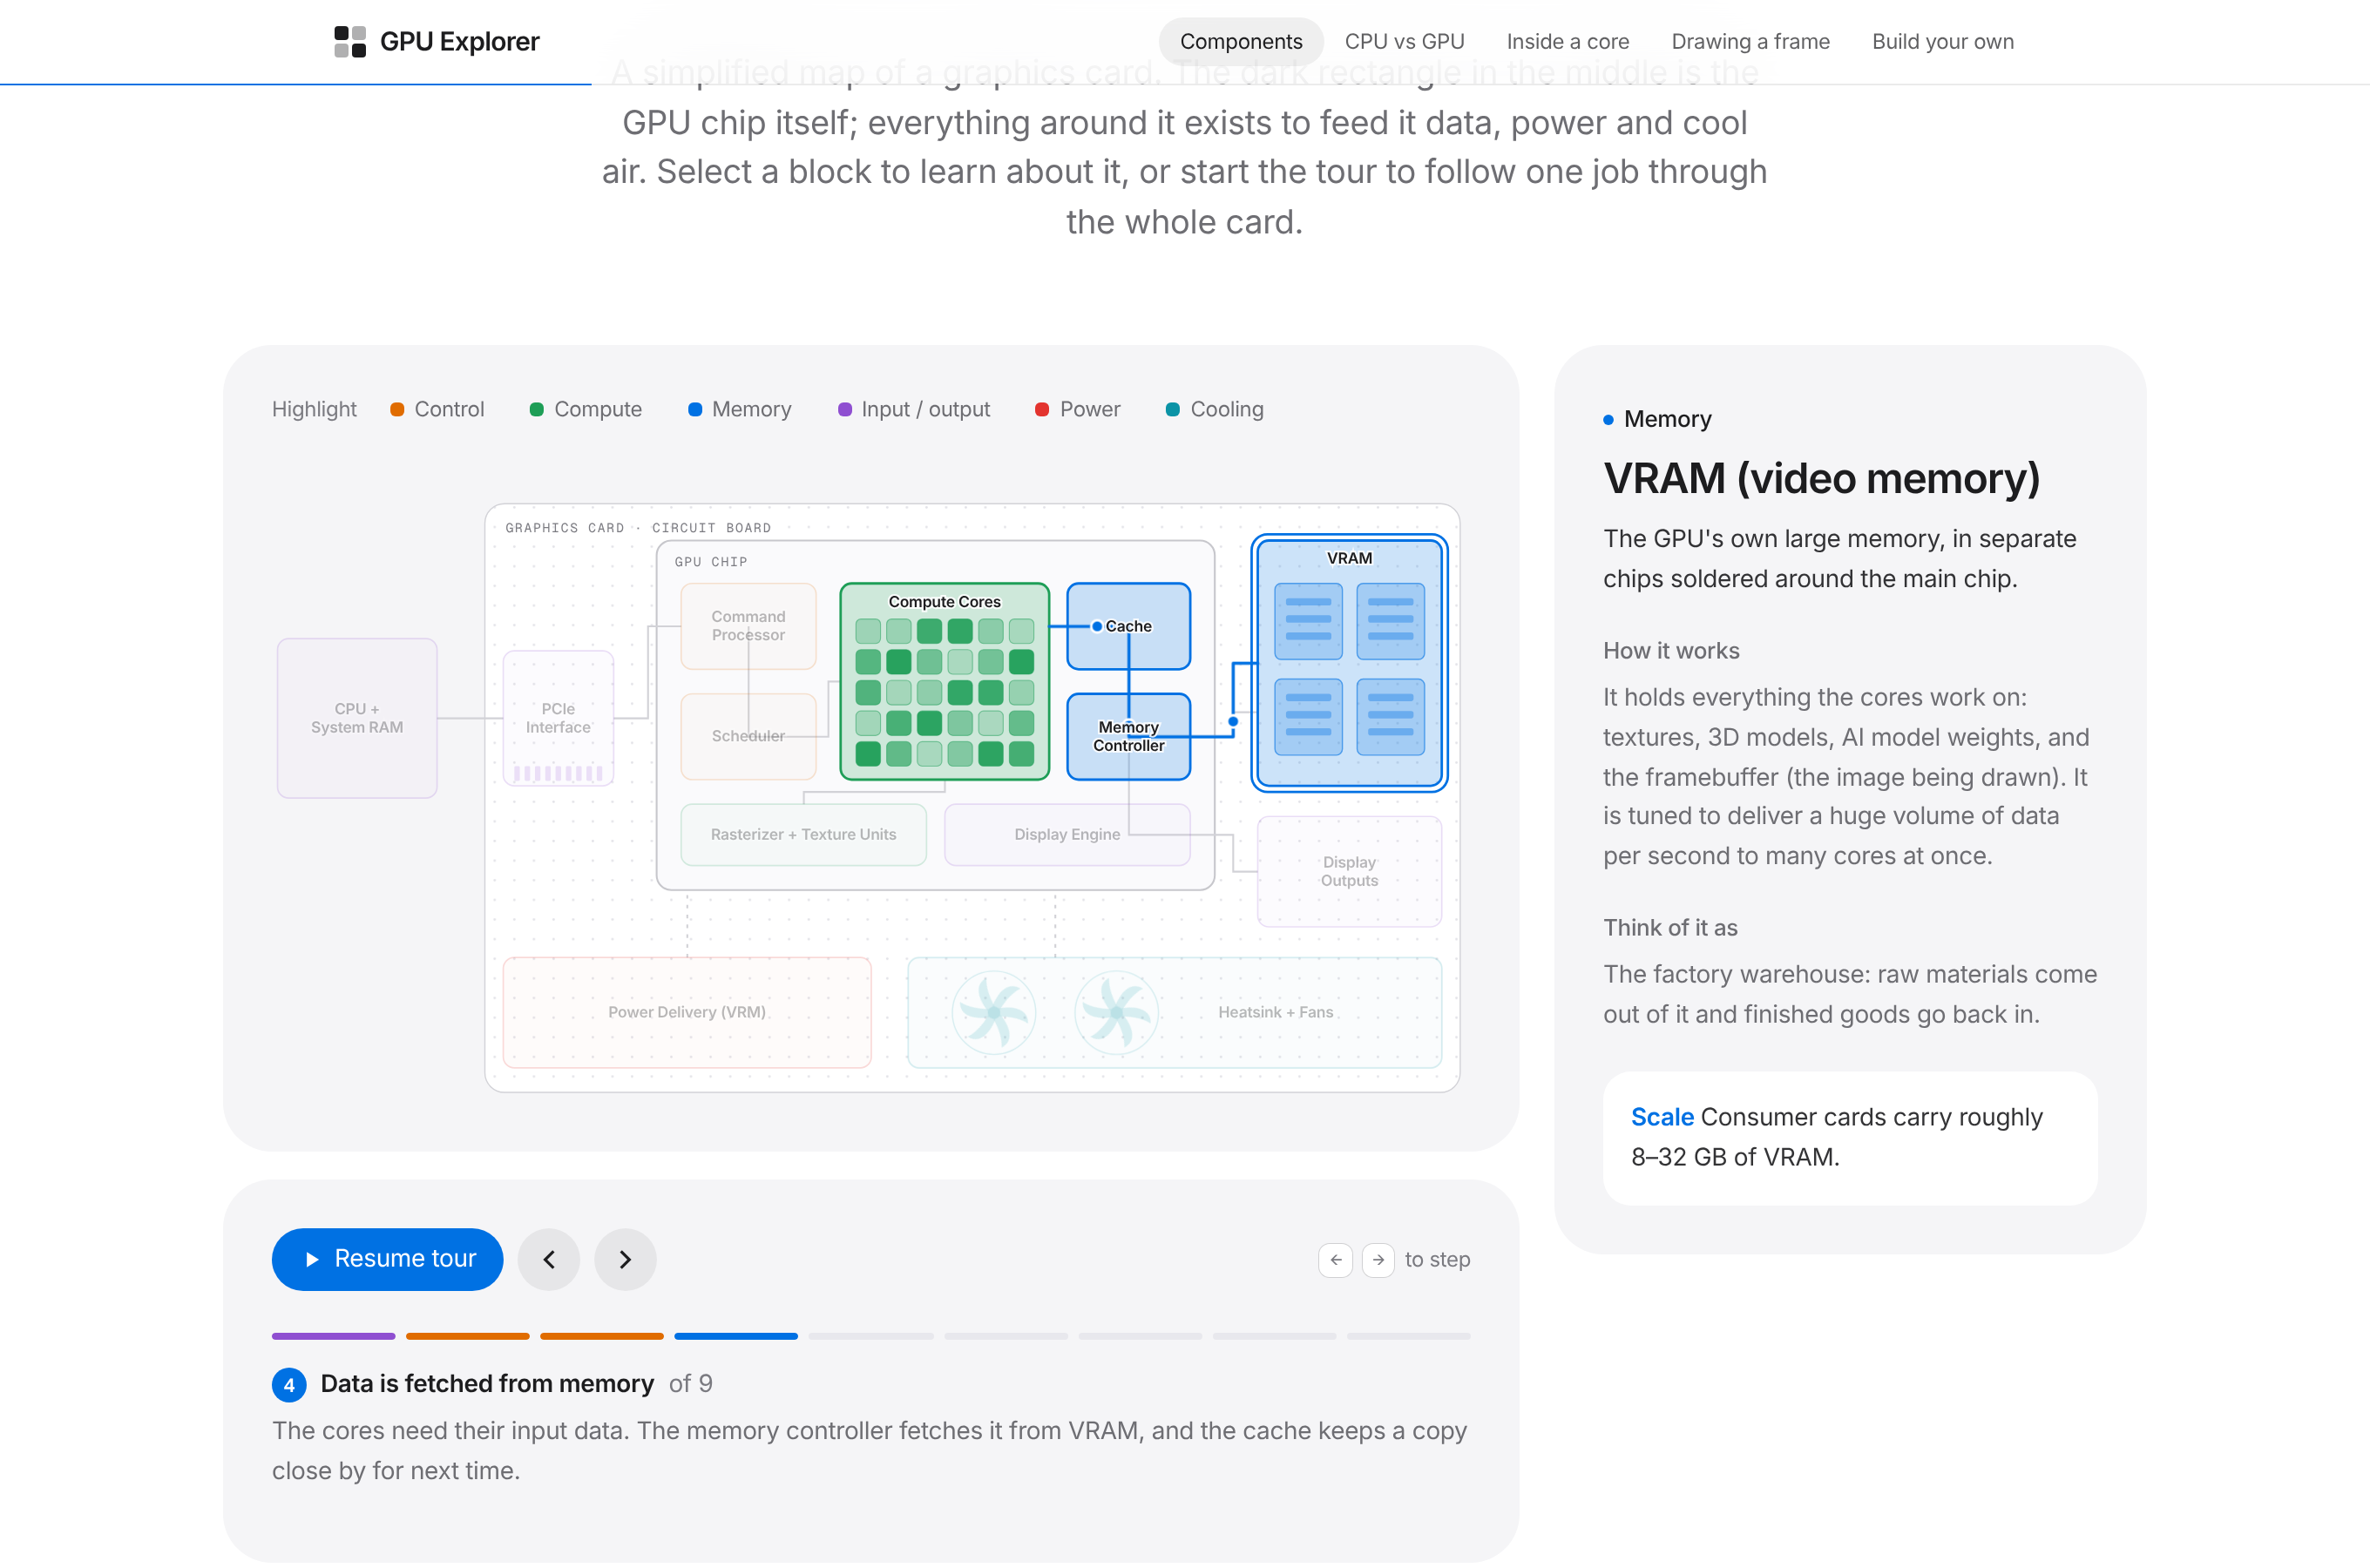 GPU Explorer
Components
CPU vs GPU
Inside a core
Drawing a frame
Build your own
A simplified map of a graphics card. The dark rectangle in the middle is the
GPU chip itself; everything around it exists to feed it data, power and cool
air. Select a block to learn about it, or start the tour to follow one job through
the whole card.
Highlight
Control
Compute
Memory
Input / output
Power
Cooling
GRAPHICS CARD · CIRCUIT BOARD
GPU CHIP
CPU +
System RAM
PCIe
Interface
Command
Processor
Scheduler
Compute Cores
Cache
Memory
Controller
VRAM
Rasterizer + Texture Units
Display Engine
Display
Outputs
Power Delivery (VRM)
Heatsink + Fans
Memory
VRAM (video memory)
The GPU's own large memory, in separate
chips soldered around the main chip.
How it works
It holds everything the cores work on:
textures, 3D models, AI model weights, and
the framebuffer (the image being drawn). It
is tuned to deliver a huge volume of data
per second to many cores at once.
Think of it as
The factory warehouse: raw materials come
out of it and finished goods go back in.
Scale Consumer cards carry roughly
8–32 GB of VRAM.
Resume tour
← → to step
4 Data is fetched from memory of 9
The cores need their input data. The memory controller fetches it from VRAM, and the cache keeps a copy
close by for next time.